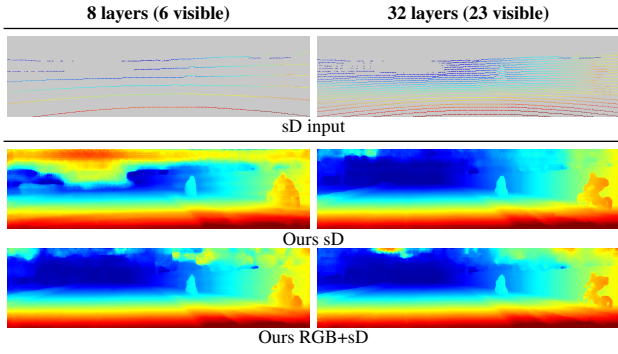 8 layers (6 visible) 32 layers (23 visible)
sD input
Ours sD
Ours RGB+sD